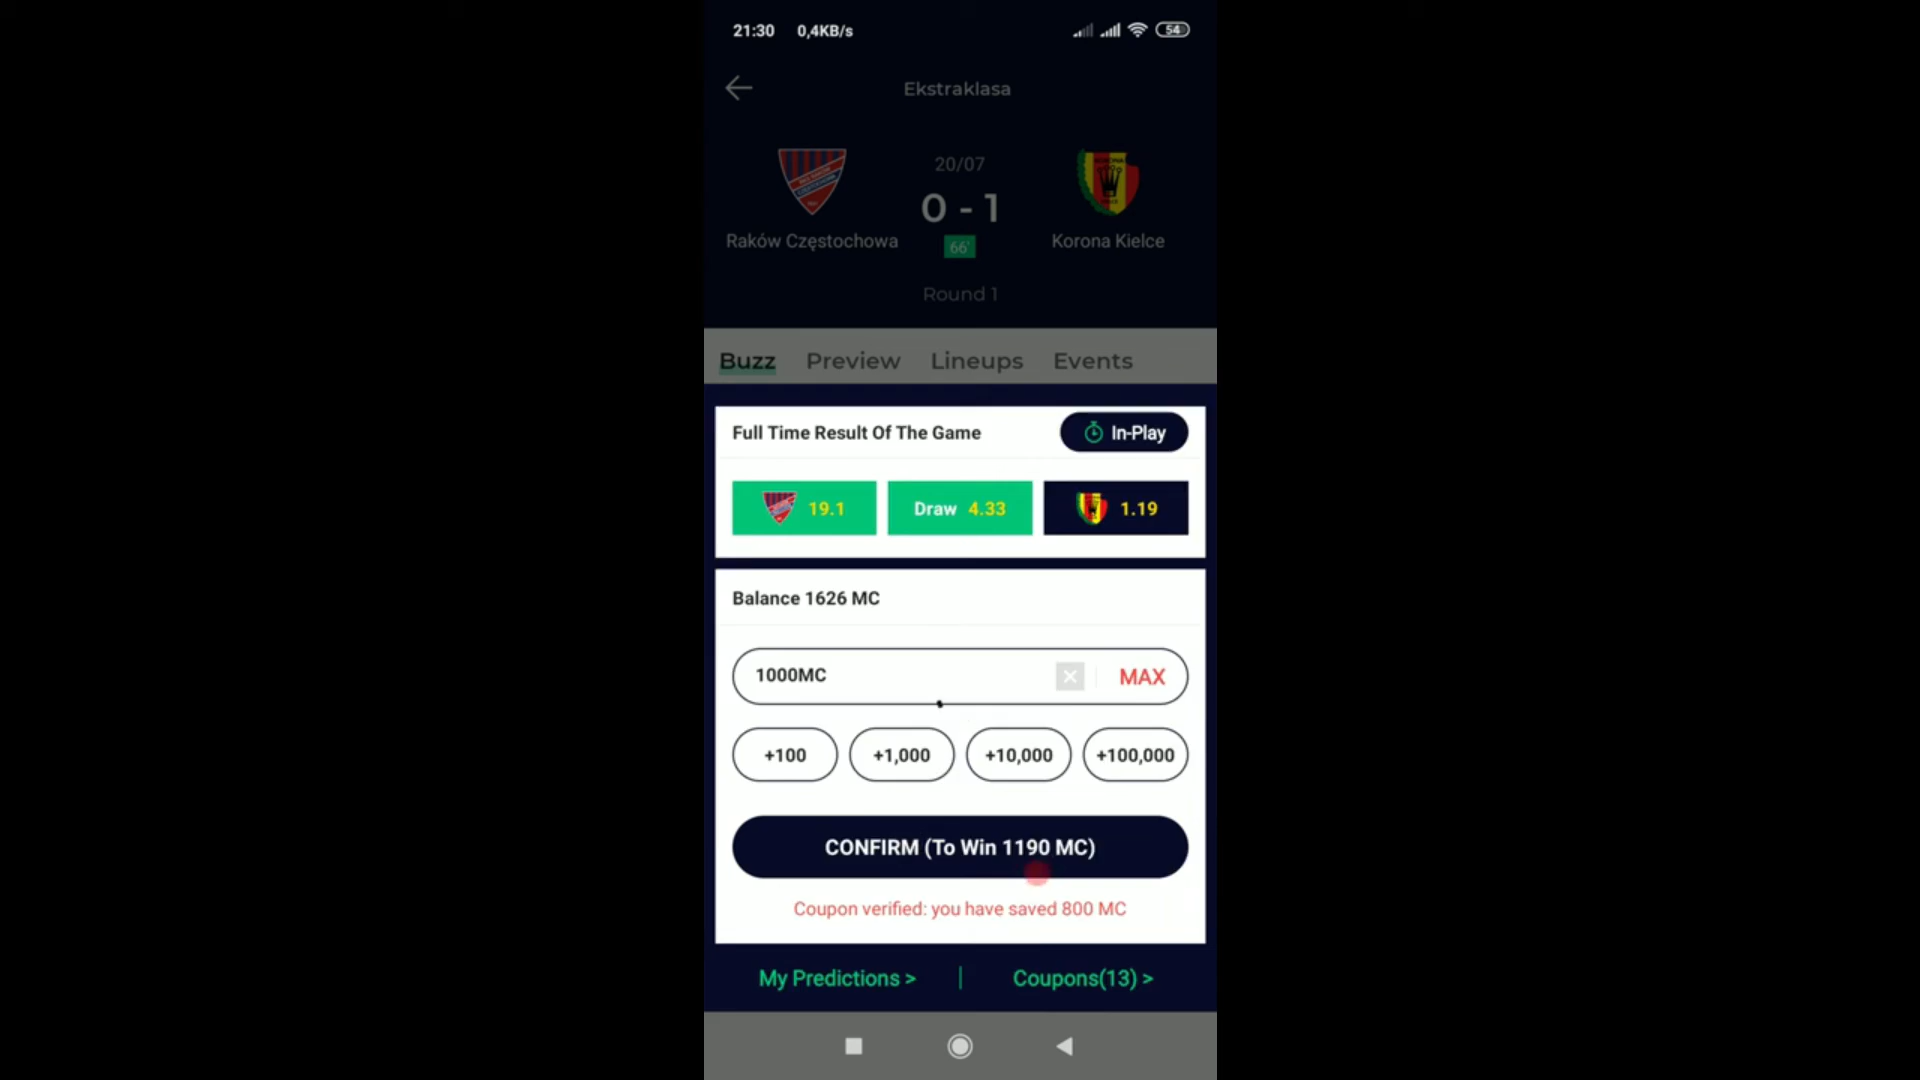 21:30 0,4KB/s 54
Ekstraklasa
20/07
0 - 1
Raków Częstochowa
66'
Korona Kielce
Round 1
Buzz Preview Lineups Events
Full Time Result Of The Game
In-Play
19.1
Draw 4.33
1.19
Balance 1626 MC
1000MC
MAX
+100 +1,000 +10,000 +100,000
CONFIRM (To Win 1190 MC)
Coupon verified: you have saved 800 MC
My Predictions > | Coupons(13) >